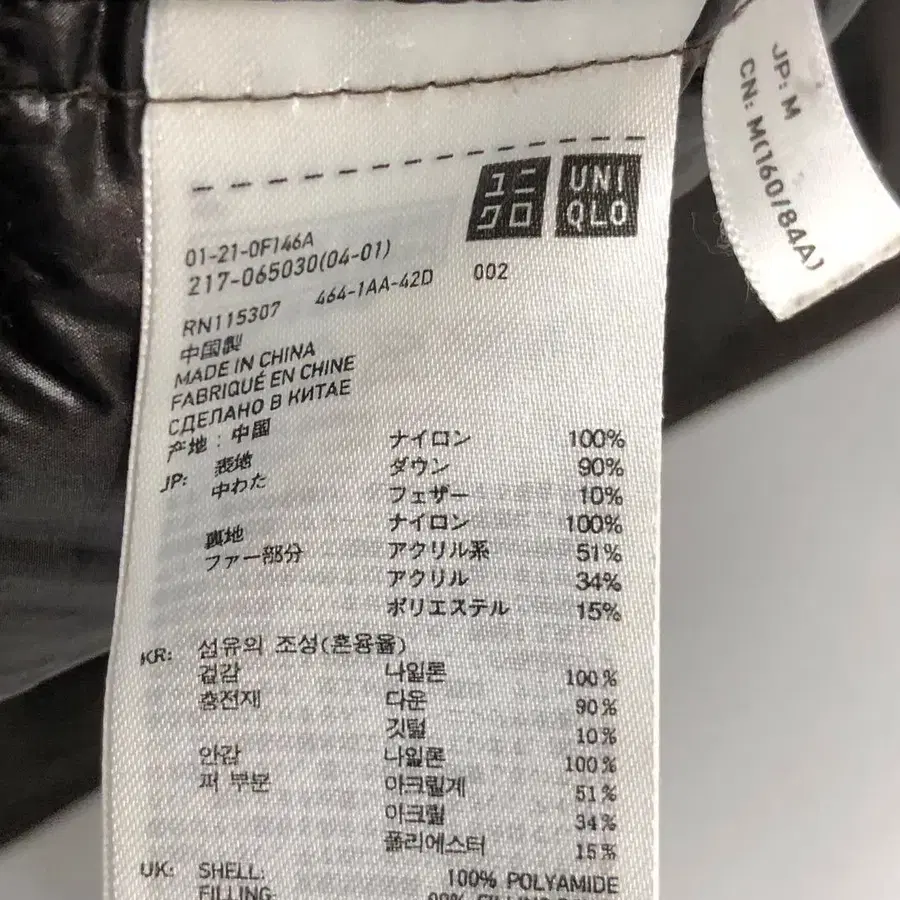 ユニ
クロ
UNI
QLO
JP: M
CN: M(160/84A)
01-21-0F146A
217-065030(04-01)
RN115307 464-1AA-42D 002
中国製
MADE IN CHINA
FABRIQUÉ EN CHINE
СДЕЛАНО В КИТАЕ
产地：中国
JP: 表地 ナイロン 100%
中わた ダウン 90%
フェザー 10%
裏地 ナイロン 100%
ファー部分 アクリル系 51%
アクリル 34%
ポリエステル 15%
KR: 섬유의 조성(혼용율)
겉감 나일론 100%
충전재 다운 90%
깃털 10%
안감 나일론 100%
퍼 부분 아크릴계 51%
아크릴 34%
폴리에스터 15%
UK: SHELL: 100% POLYAMIDE
FILLING